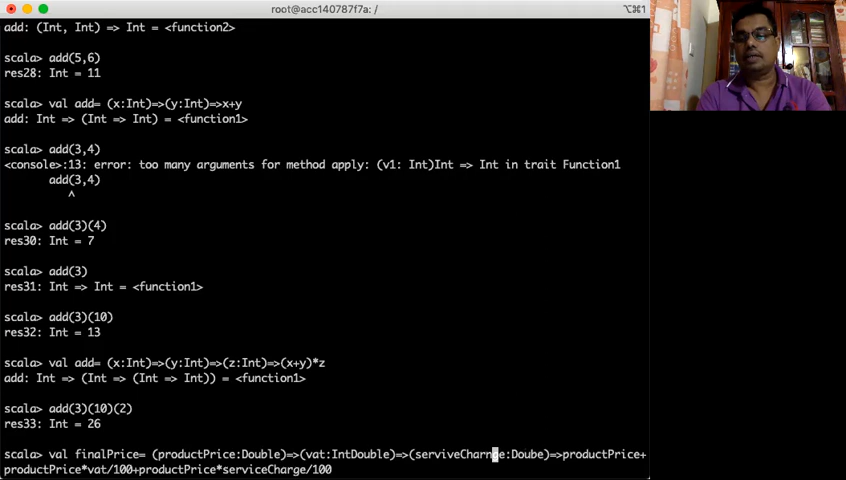 root@acc140787f7a: /
⌥⌘1
add: (Int, Int) => Int = <function2>
scala> add(5,6)
res28: Int = 11
scala> val add= (x:Int)=>(y:Int)=>x+y
add: Int => (Int => Int) = <function1>
scala> add(3,4)
<console>:13: error: too many arguments for method apply: (v1: Int)Int => Int in trait Function1
add(3,4)
^
scala> add(3)(4)
res30: Int = 7
scala> add(3)
res31: Int => Int = <function1>
scala> add(3)(10)
res32: Int = 13
scala> val add= (x:Int)=>(y:Int)=>(z:Int)=>(x+y)*z
add: Int => (Int => (Int => Int)) = <function1>
scala> add(3)(10)(2)
res33: Int = 26
scala> val finalPrice= (productPrice:Double)=>(vat:IntDouble)=>(serviveCharnge:Doube)=>productPrice+
productPrice*vat/100+productPrice*serviceCharge/100